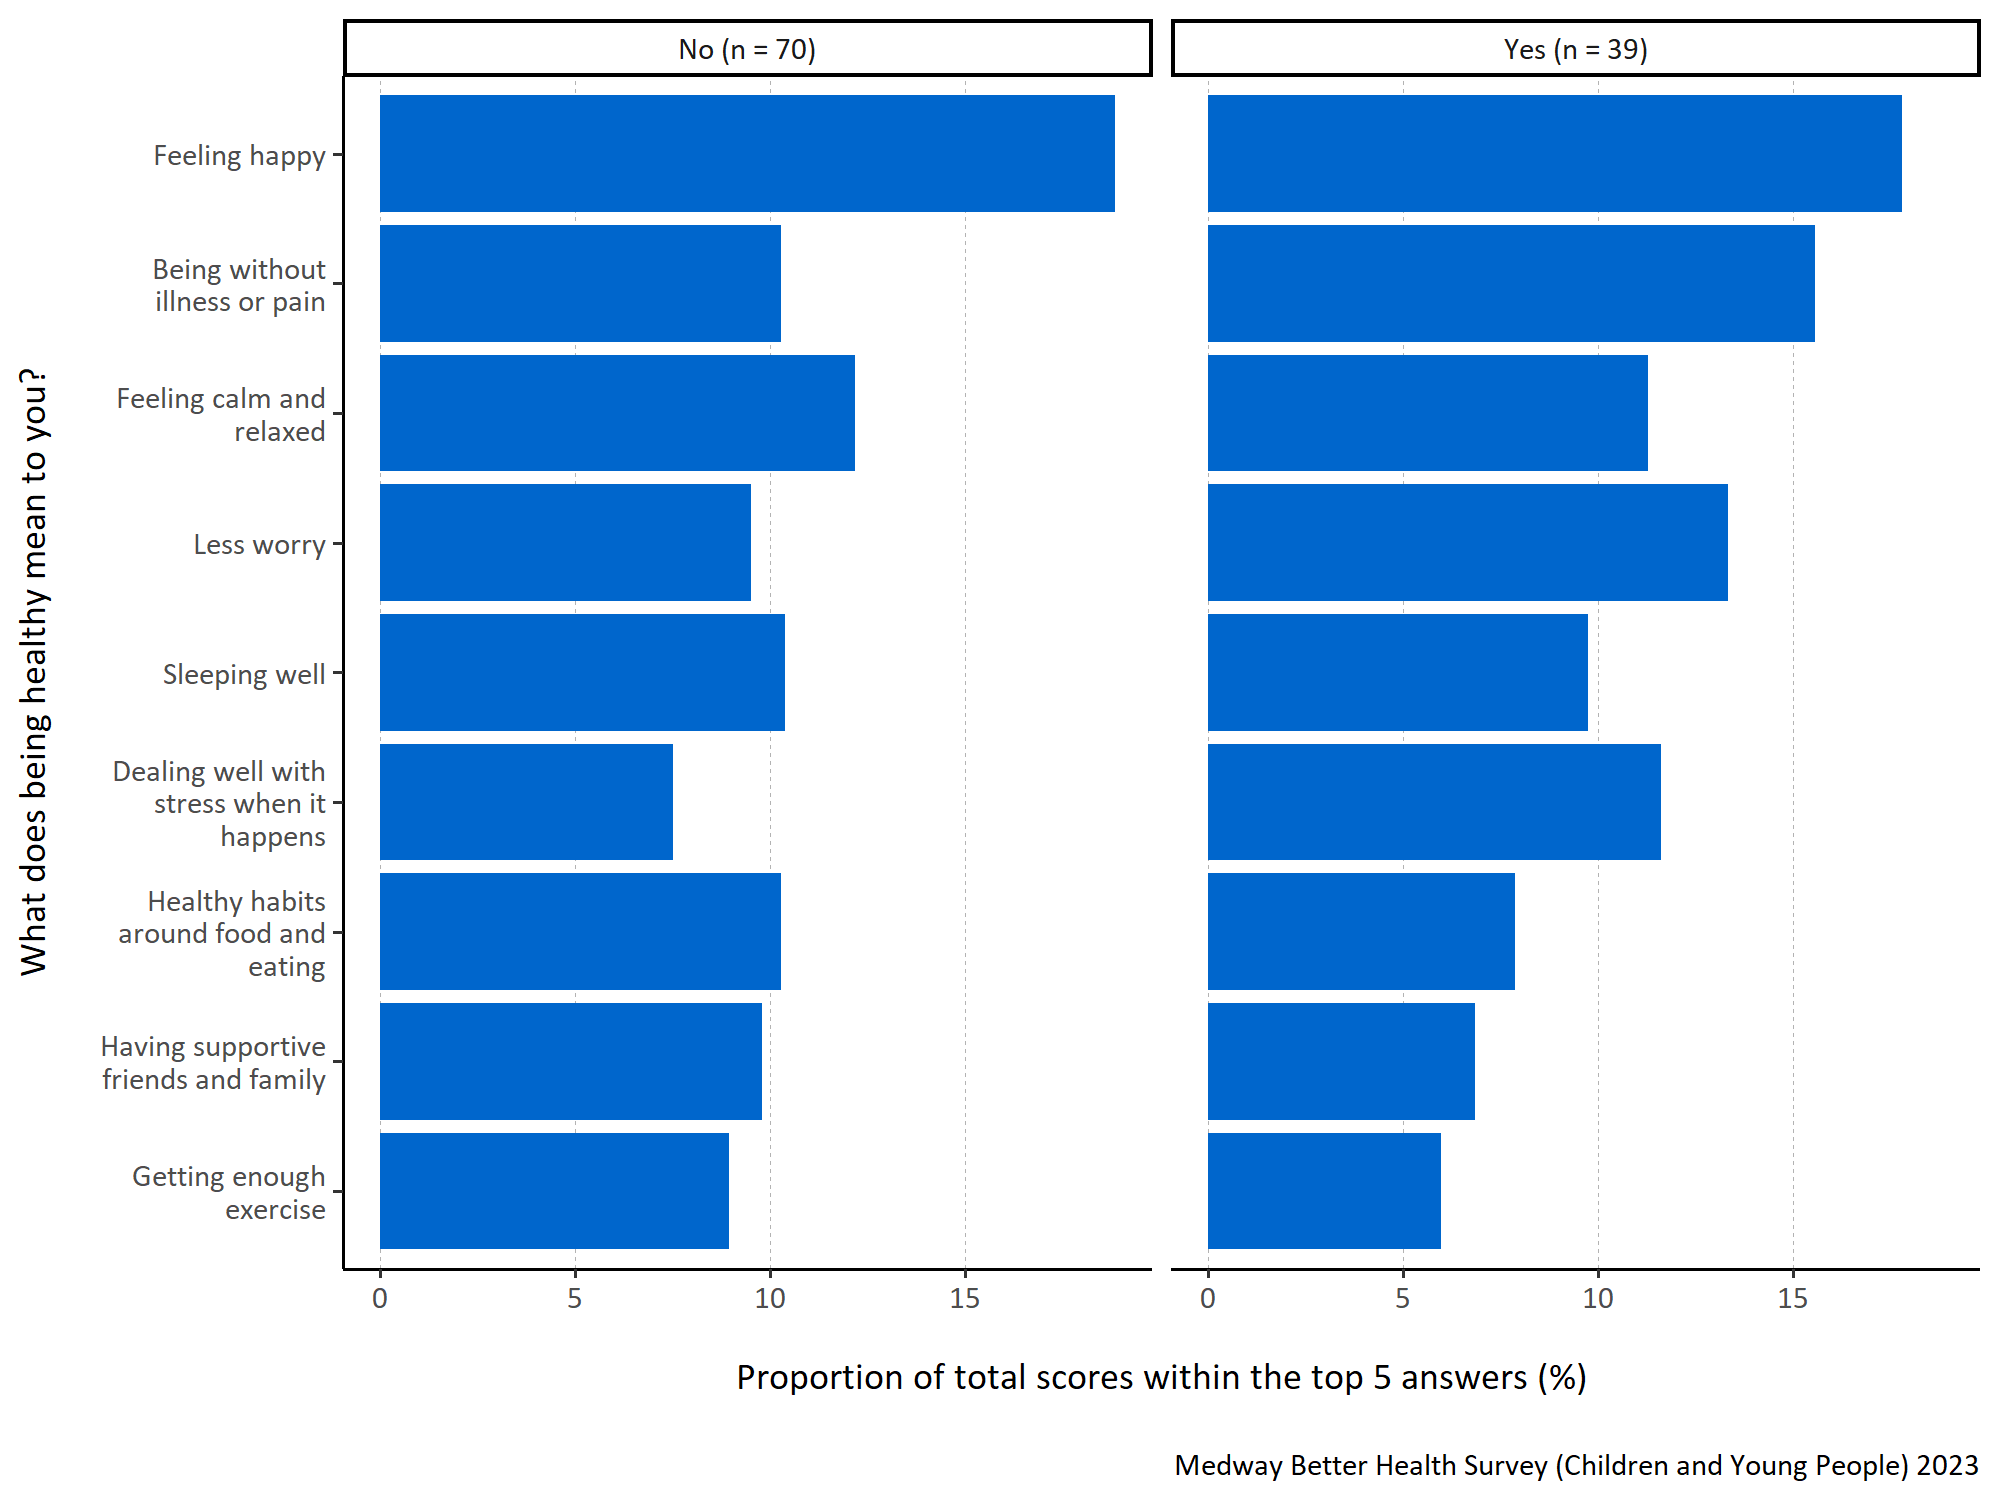 No (n = 70)
Yes (n = 39)
What does being healthy mean to you?
Feeling happy
Being without
illness or pain
Feeling calm and
relaxed
Less worry
Sleeping well
Dealing well with
stress when it
happens
Healthy habits
around food and
eating
Having supportive
friends and family
Getting enough
exercise
0 5 10 15
0 5 10 15
Proportion of total scores within the top 5 answers (%)
Medway Better Health Survey (Children and Young People) 2023